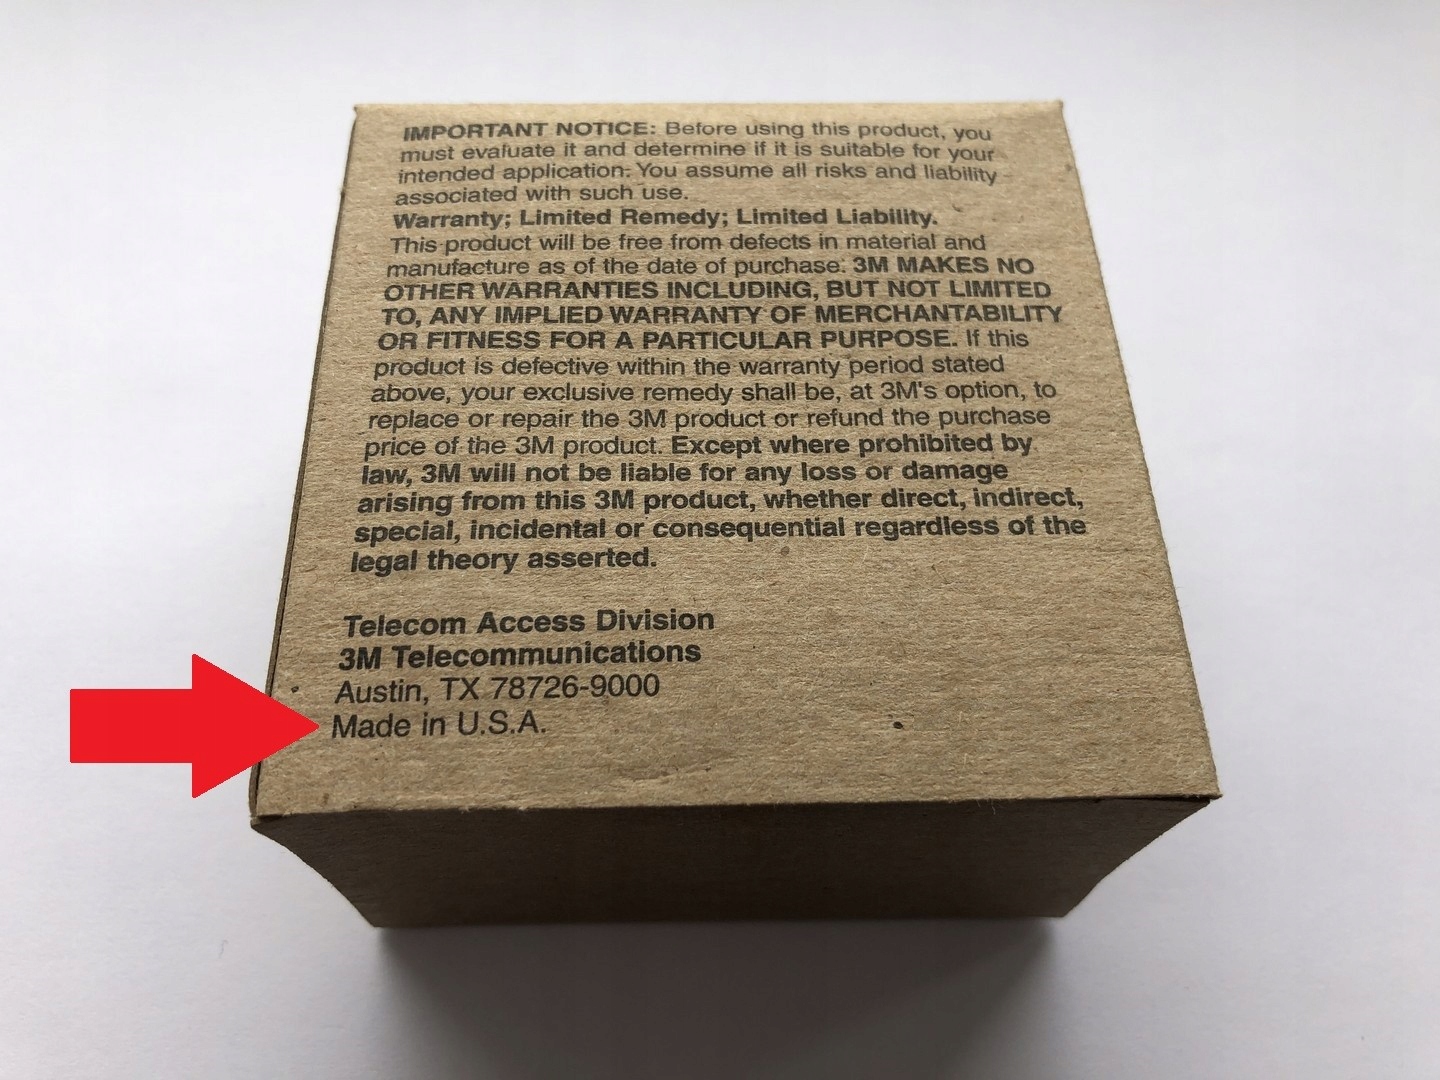 IMPORTANT NOTICE: Before using this product, you
must evaluate it and determine if it is suitable for your
intended application. You assume all risks and liability
associated with such use.
Warranty; Limited Remedy; Limited Liability.
This product will be free from defects in material and
manufacture as of the date of purchase. 3M MAKES NO
OTHER WARRANTIES INCLUDING, BUT NOT LIMITED
TO, ANY IMPLIED WARRANTY OF MERCHANTABILITY
OR FITNESS FOR A PARTICULAR PURPOSE. If this
product is defective within the warranty period stated
above, your exclusive remedy shall be, at 3M's option, to
replace or repair the 3M product or refund the purchase
price of the 3M product. Except where prohibited by
law, 3M will not be liable for any loss or damage
arising from this 3M product, whether direct, indirect,
special, incidental or consequential regardless of the
legal theory asserted.
Telecom Access Division
3M Telecommunications
Austin, TX 78726-9000
Made in U.S.A.